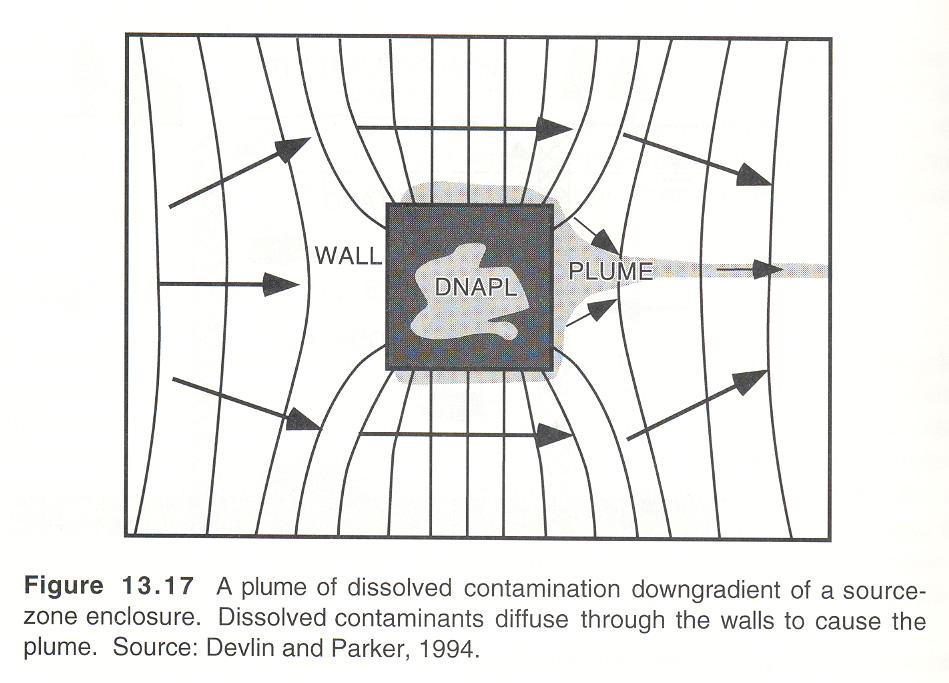 WALL
DNAPL
PLUME
Figure 13.17 A plume of dissolved contamination downgradient of a source-
zone enclosure. Dissolved contaminants diffuse through the walls to cause the
plume. Source: Devlin and Parker, 1994.